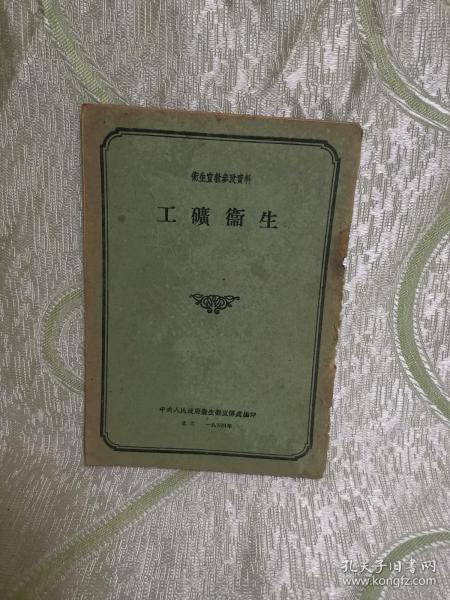 衛生宣教參攷資料
工礦衛生
中央人民政府衛生部宣傳處編印
北京 一九五四年
孔夫子旧书网
www.kongfz.com